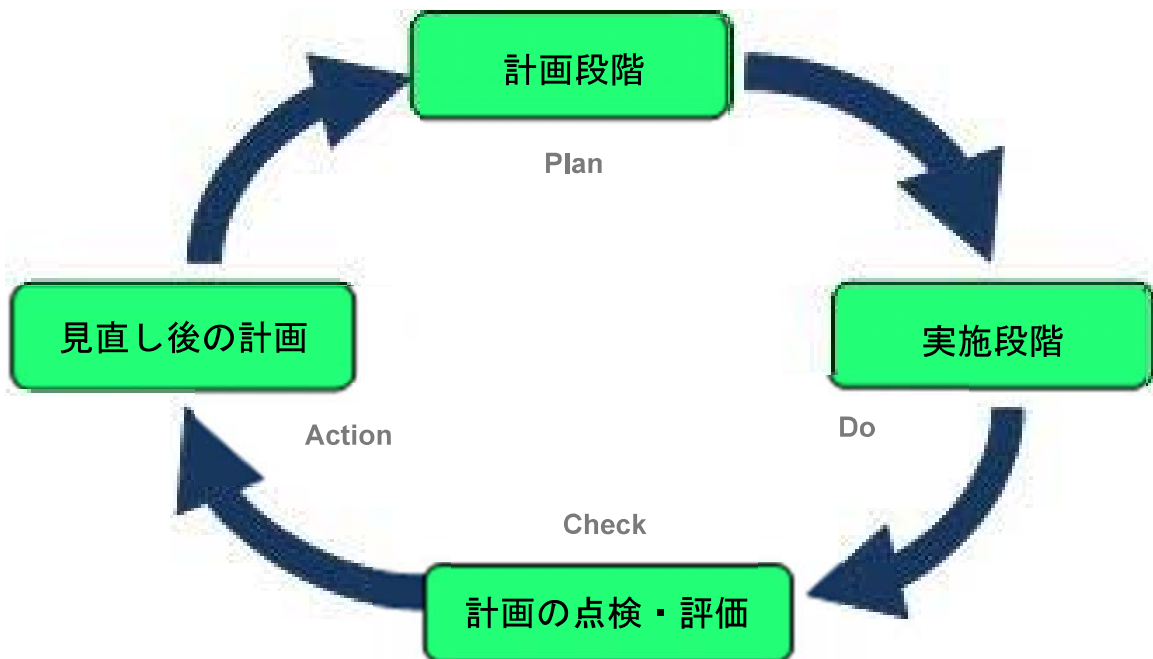 計画段階
Plan
実施段階
Do
計画の点検・評価
Check
見直し後の計画
Action